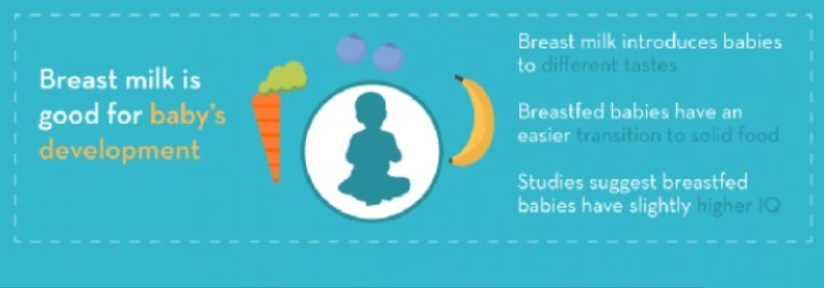 Breast milk is
good for baby's
development
Breast milk introduces babies
to different tastes
Breastfed babies have an
easier transition to solid food
Studies suggest breastfed
babies have slightly higher IQ